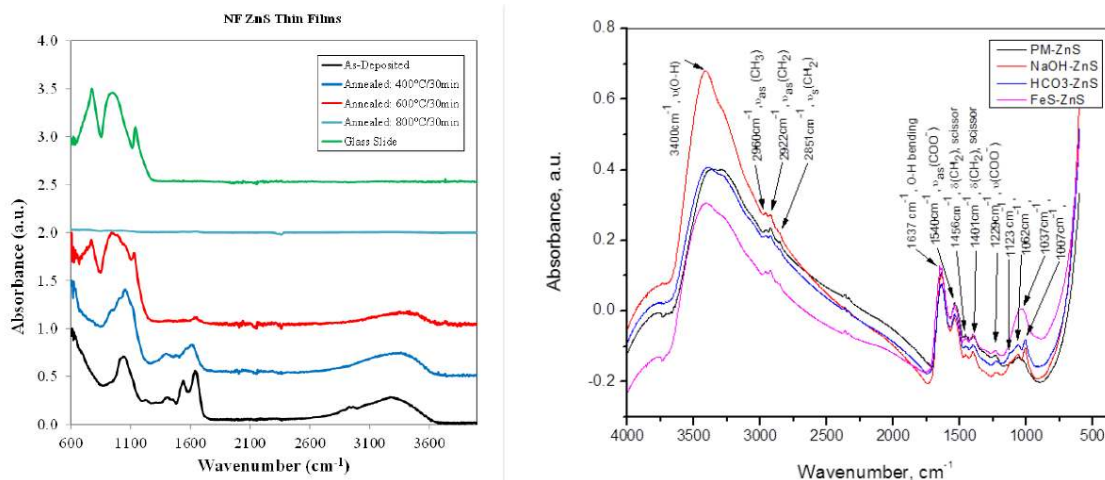 NF ZnS Thin Films
Absorbance (a.u.)
4.0
3.5
3.0
2.5
2.0
1.5
1.0
0.5
0.0
As-Deposited
Annealed: 400°C/30min
Annealed: 600°C/30min
Annealed: 800°C/30min
Glass Slide
600 1100 1600 2100 2600 3100 3600
Wavenumber (cm⁻¹)
Absorbance, a.u.
0.8
0.6
0.4
0.2
0.0
-0.2
PM-ZnS
NaOH-ZnS
HCO3-ZnS
FeS-ZnS
3400cm⁻¹, υ(O-H)
2960cm⁻¹, υas (CH3)
2922cm⁻¹, υas(CH2)
2851cm⁻¹, υs(CH2)
1637 cm⁻¹, O-H bending
1540cm⁻¹, υas(COO⁻)
1456cm⁻¹, δ(CH2), scissor
1401cm⁻¹, δ(CH2), scissor
1229cm⁻¹, υ(COO⁻)
1123 cm⁻¹,
1062cm⁻¹,
1037cm⁻¹,
1007cm⁻¹,
4000 3500 3000 2500 2000 1500 1000 500
Wavenumber, cm⁻¹